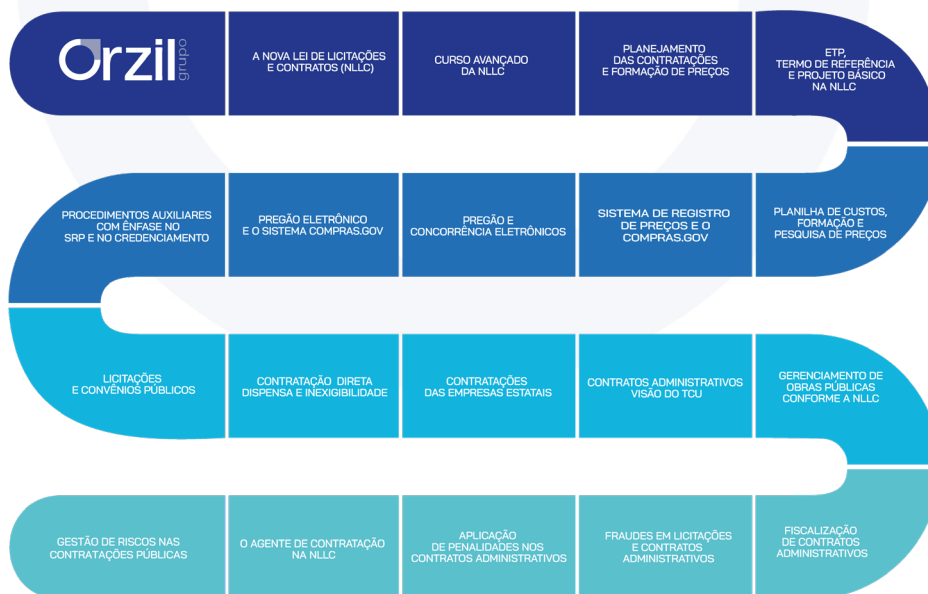 Orzil
grupo
A NOVA LEI DE LICITAÇÕES
E CONTRATOS (NLLC)
CURSO AVANÇADO
DA NLLC
PLANEJAMENTO
DAS CONTRATAÇÕES
E FORMAÇÃO DE PREÇOS
ETP,
TERMO DE REFERÊNCIA
E PROJETO BÁSICO
NA NLLC
PLANILHA DE CUSTOS,
FORMAÇÃO E
PESQUISA DE PREÇOS
SISTEMA DE REGISTRO
DE PREÇOS E O
COMPRAS.GOV
PREGÃO E
CONCORRÊNCIA ELETRÔNICOS
PREGÃO ELETRÔNICO
E O SISTEMA COMPRAS.GOV
PROCEDIMENTOS AUXILIARES
COM ÊNFASE NO
SRP E NO CREDENCIAMENTO
LICITAÇÕES
E CONVÊNIOS PÚBLICOS
CONTRATAÇÃO DIRETA
DISPENSA E INEXIGIBILIDADE
CONTRATAÇÕES
DAS EMPRESAS ESTATAIS
CONTRATOS ADMINISTRATIVOS
VISÃO DO TCU
GERENCIAMENTO DE
OBRAS PÚBLICAS
CONFORME A NLLC
FISCALIZAÇÃO
DE CONTRATOS
ADMINISTRATIVOS
FRAUDES EM LICITAÇÕES
E CONTRATOS
ADMINISTRATIVOS
APLICAÇÃO
DE PENALIDADES NOS
CONTRATOS ADMINISTRATIVOS
O AGENTE DE CONTRATAÇÃO
NA NLLC
GESTÃO DE RISCOS NAS
CONTRATAÇÕES PÚBLICAS